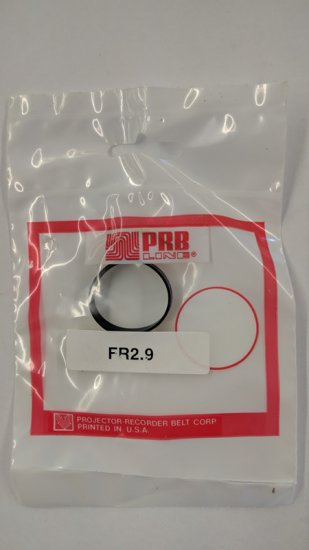 PRB
LINE®
FR2.9
PROJECTOR-RECORDER BELT CORP.
PRINTED IN U.S.A.